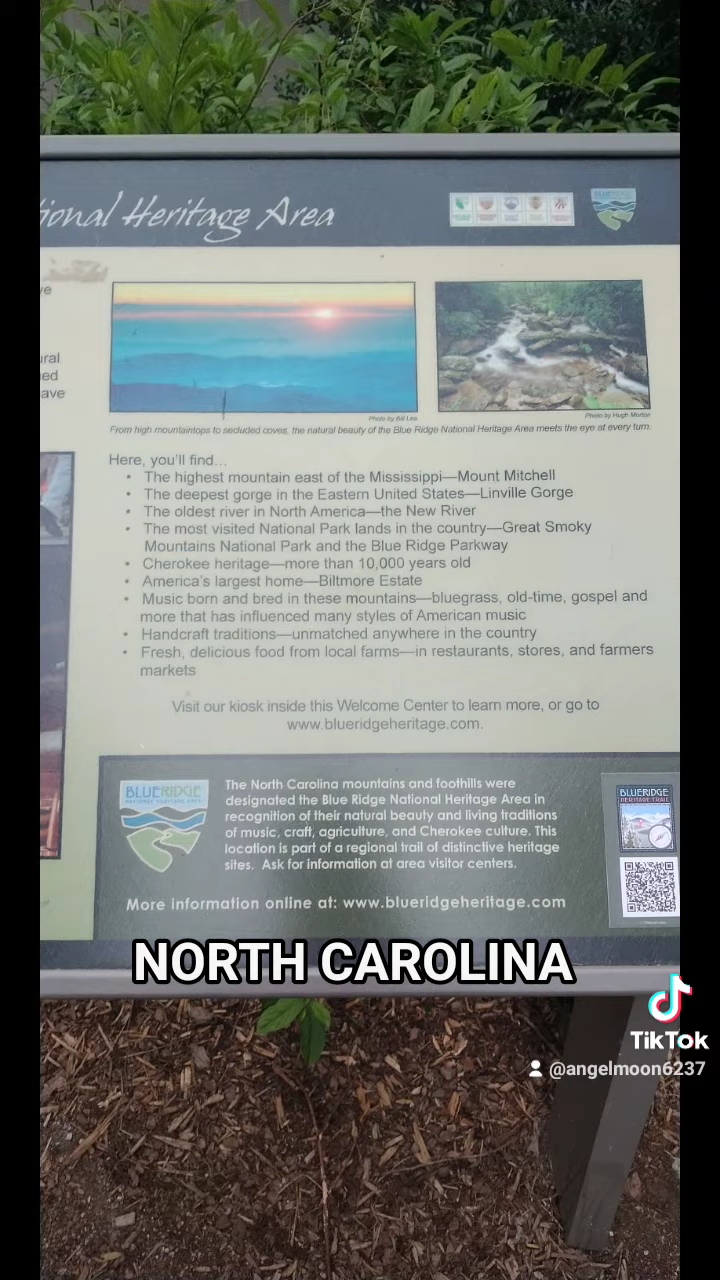 tional Heritage Area
BLUERIDGE
ve
ural
ed
ave
Photo by Bill Lea
Photo by Hugh Morton
From high mountaintops to secluded coves, the natural beauty of the Blue Ridge National Heritage Area meets the eye at every turn.
Here, you'll find...
• The highest mountain east of the Mississippi—Mount Mitchell
• The deepest gorge in the Eastern United States—Linville Gorge
• The oldest river in North America—the New River
• The most visited National Park lands in the country—Great Smoky
Mountains National Park and the Blue Ridge Parkway
• Cherokee heritage—more than 10,000 years old
• America's largest home—Biltmore Estate
• Music born and bred in these mountains—bluegrass, old-time, gospel and
more that has influenced many styles of American music
• Handcraft traditions—unmatched anywhere in the country
• Fresh, delicious food from local farms—in restaurants, stores, and farmers
markets
Visit our kiosk inside this Welcome Center to learn more, or go to
www.blueridgeheritage.com.
BLUERIDGE
NATIONAL HERITAGE AREA
The North Carolina mountains and foothills were
designated the Blue Ridge National Heritage Area in
recognition of their natural beauty and living traditions
of music, craft, agriculture, and Cherokee culture. This
location is part of a regional trail of distinctive heritage
sites. Ask for information at area visitor centers.
BLUERIDGE
HERITAGE TRAIL
More information online at: www.blueridgeheritage.com
NORTH CAROLINA
TikTok
@angelmoon6237